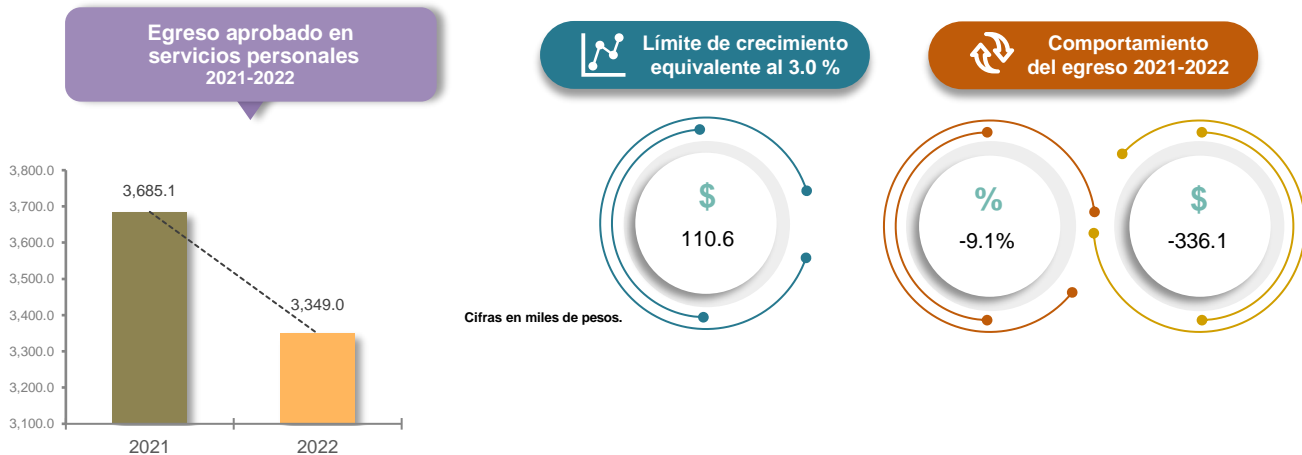 Egreso aprobado en
servicios personales
2021-2022
3,800.0
3,700.0
3,600.0
3,500.0
3,400.0
3,300.0
3,200.0
3,100.0
3,685.1
3,349.0
2021
2022
Límite de crecimiento
equivalente al 3.0 %
$
110.6
Cifras en miles de pesos.
Comportamiento
del egreso 2021-2022
%
-9.1%
$
-336.1